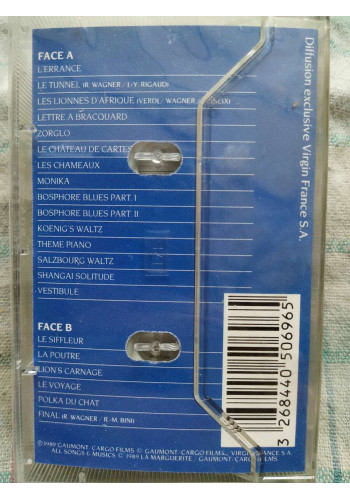 FACE A
L'ERRANCE
LE TUNNEL (R. WAGNER / J.-Y. RIGAUD)
LES LIONNES D'AFRIQUE (VERDI / WAGNER
LETTRE A BRACQUARD
ZORGLO
LE CHÂTEAU DE CARTES
LES CHAMEAUX
MONIKA
BOSPHORE BLUES PART. I
BOSPHORE BLUES PART. II
KOENIG'S WALTZ
THEME PIANO
SALZBOURG WALTZ
SHANGAI SOLITUDE
VESTIBULE
FACE B
LE SIFFLEUR
LA POUTRE
LION'S CARNAGE
LE VOYAGE
POLKA DU CHAT
FINAL (R. WAGNER / R.-M. BINI)
© 1989 GAUMONT-CARGO FILMS ℗ GAUMONT-CARGO FILMS, VIRGIN FRANCE S.A.
ALL SONGS & MUSICS © 1989 LA MARGUERITE / GAUMONT-CARGO FILMS
Diffusion exclusive Virgin France S.A.
3 268440 506965